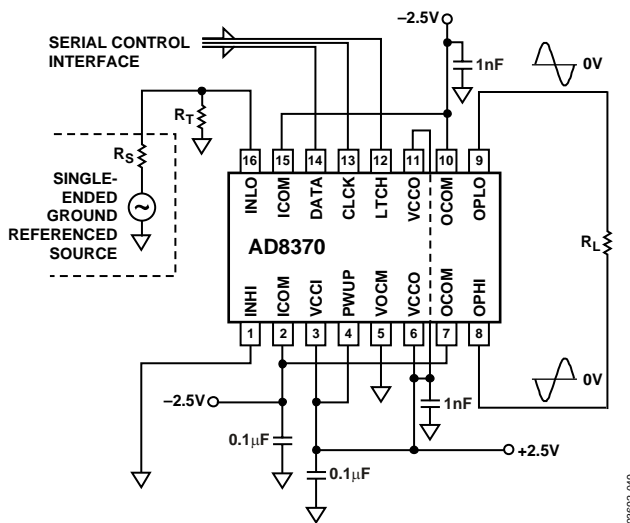 –2.5V
SERIAL CONTROL
INTERFACE
1nF
0V
RT
RS
16 15 14 13 12 11 10 9
SINGLE-
ENDED
GROUND
REFERENCED
SOURCE
INLO ICOM DATA CLCK LTCH VCCO OCOM OPLO
RL
AD8370
INHI ICOM VCCI PWUP VOCM VCCO OCOM OPHI
1 2 3 4 5 6 7 8
–2.5V
1nF
0V
0.1µF
+2.5V
0.1µF